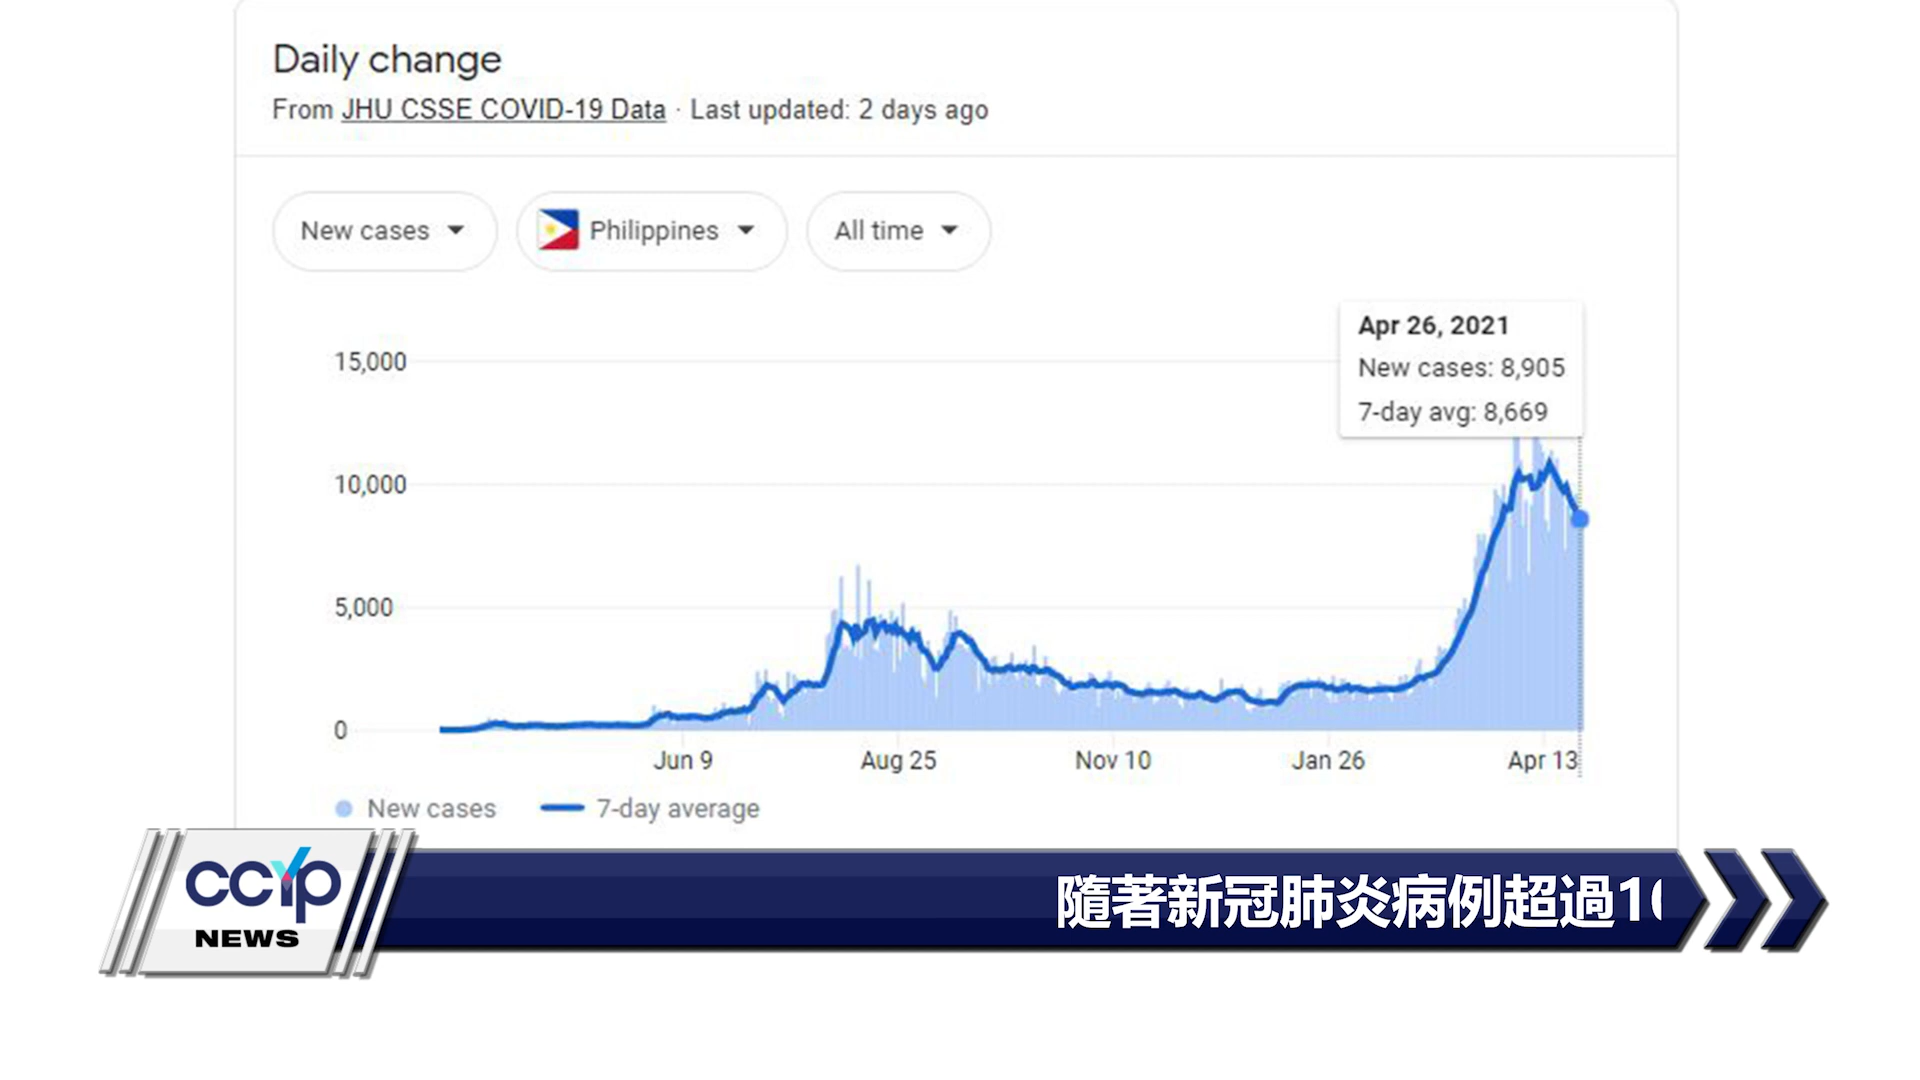 Daily change
From JHU CSSE COVID-19 Data · Last updated: 2 days ago
New cases
Philippines
All time
Apr 26, 2021
New cases: 8,905
7-day avg: 8,669
15,000
10,000
5,000
0
Jun 9
Aug 25
Nov 10
Jan 26
Apr 13
New cases
7-day average
CCYP
NEWS
隨著新冠肺炎病例超過1